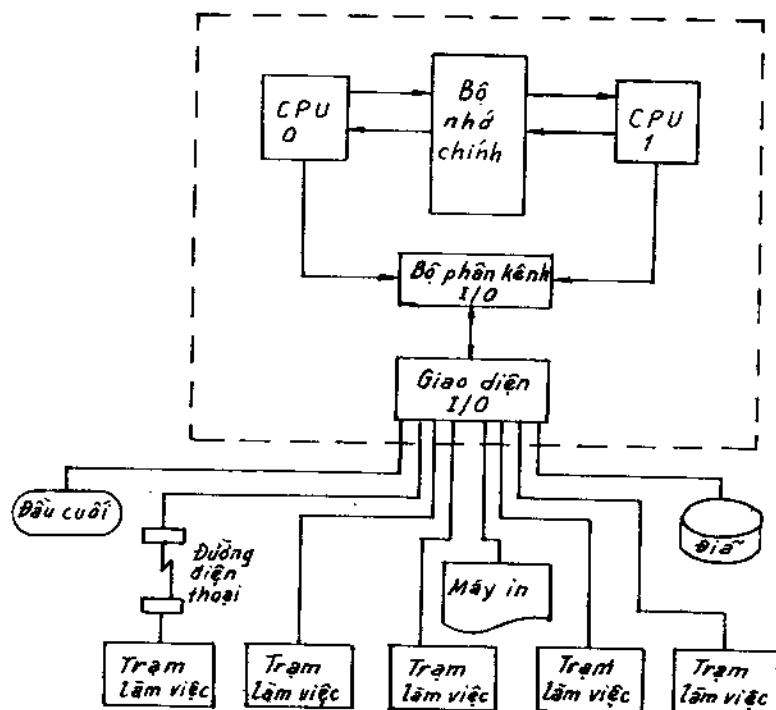 CPU
0
Bộ
nhớ
chính
CPU
1
Bộ phân kênh
I/O
Giao diện
I/O
Đầu cuối
Đường
điện
thoại
Máy in
Đĩa
Trạm
làm việc
Trạm
làm việc
Trạm
làm việc
Trạm
làm việc
Trạm
làm việc